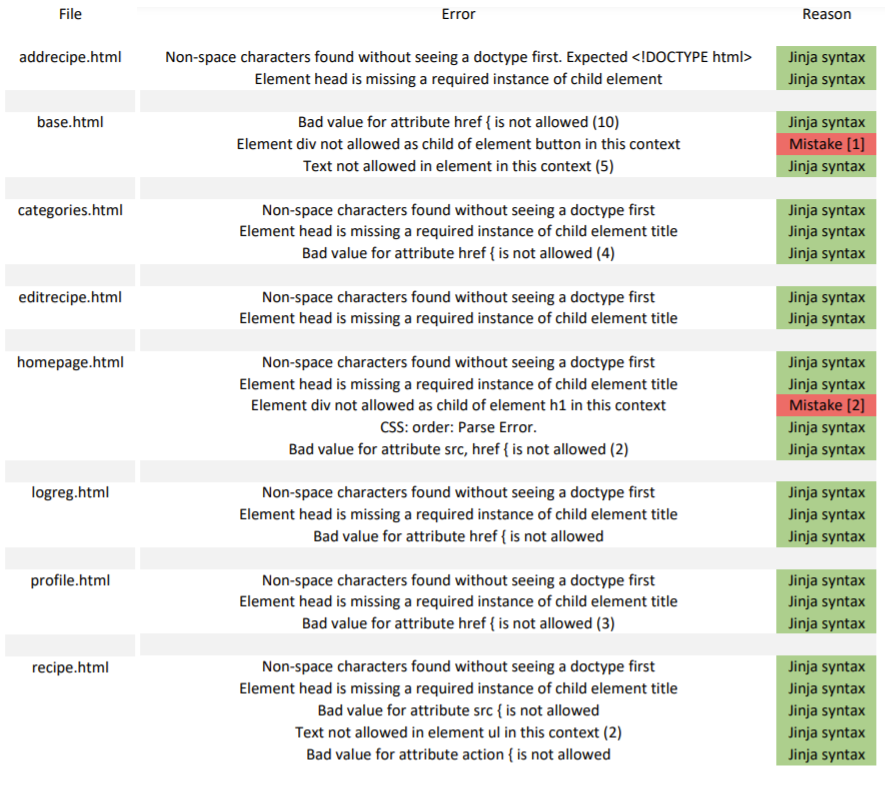 File Error Reason
addrecipe.html Non-space characters found without seeing a doctype first. Expected <!DOCTYPE html> Jinja syntax
Element head is missing a required instance of child element Jinja syntax
base.html Bad value for attribute href { is not allowed (10) Jinja syntax
Element div not allowed as child of element button in this context Mistake [1]
Text not allowed in element in this context (5) Jinja syntax
categories.html Non-space characters found without seeing a doctype first Jinja syntax
Element head is missing a required instance of child element title Jinja syntax
Bad value for attribute href { is not allowed (4) Jinja syntax
editrecipe.html Non-space characters found without seeing a doctype first Jinja syntax
Element head is missing a required instance of child element title Jinja syntax
homepage.html Non-space characters found without seeing a doctype first Jinja syntax
Element head is missing a required instance of child element title Jinja syntax
Element div not allowed as child of element h1 in this context Mistake [2]
CSS: order: Parse Error. Jinja syntax
Bad value for attribute src, href { is not allowed (2) Jinja syntax
logreg.html Non-space characters found without seeing a doctype first Jinja syntax
Element head is missing a required instance of child element title Jinja syntax
Bad value for attribute href { is not allowed Jinja syntax
profile.html Non-space characters found without seeing a doctype first Jinja syntax
Element head is missing a required instance of child element title Jinja syntax
Bad value for attribute href { is not allowed (3) Jinja syntax
recipe.html Non-space characters found without seeing a doctype first Jinja syntax
Element head is missing a required instance of child element title Jinja syntax
Bad value for attribute src { is not allowed Jinja syntax
Text not allowed in element ul in this context (2) Jinja syntax
Bad value for attribute action { is not allowed Jinja syntax